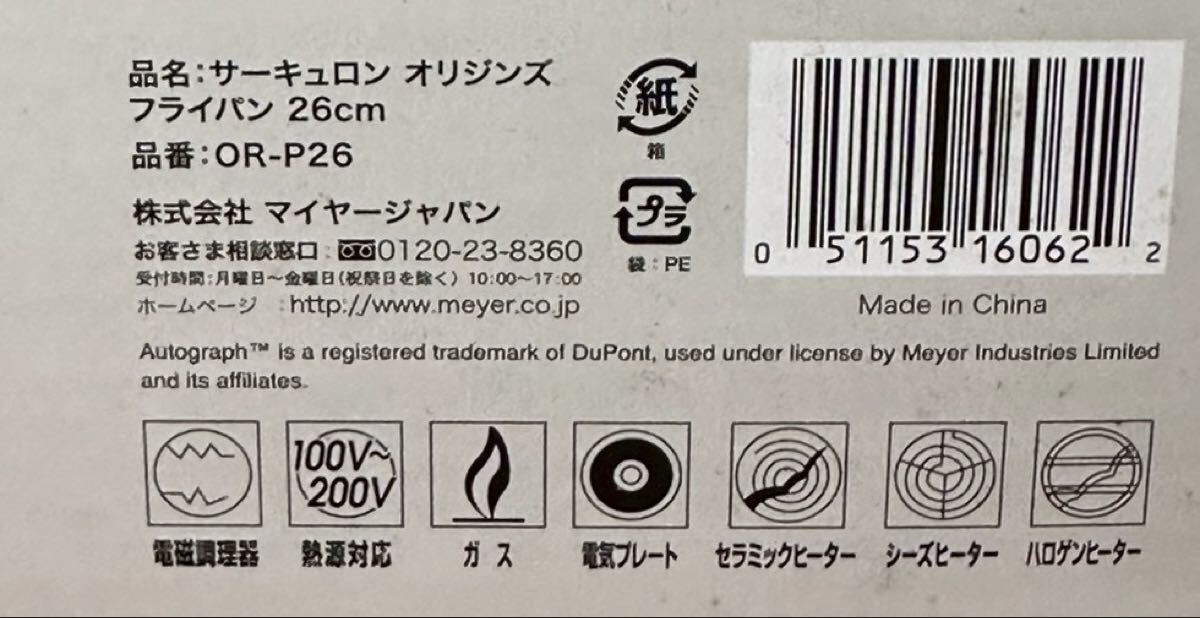 品名:サーキュロン オリジンズ
フライパン 26cm
品番:OR-P26
株式会社 マイヤージャパン
お客さま相談窓口:0120-23-8360
受付時間:月曜日〜金曜日(祝祭日を除く) 10:00〜17:00
ホームページ :http://www.meyer.co.jp
紙
箱
プラ
袋:PE
0 51153 16062 2
Made in China
Autograph™ is a registered trademark of DuPont, used under license by Meyer Industries Limited
and its affiliates.
100V〜
200V
電磁調理器
熱源対応
ガス
電気プレート
セラミックヒーター
シーズヒーター
ハロゲンヒーター